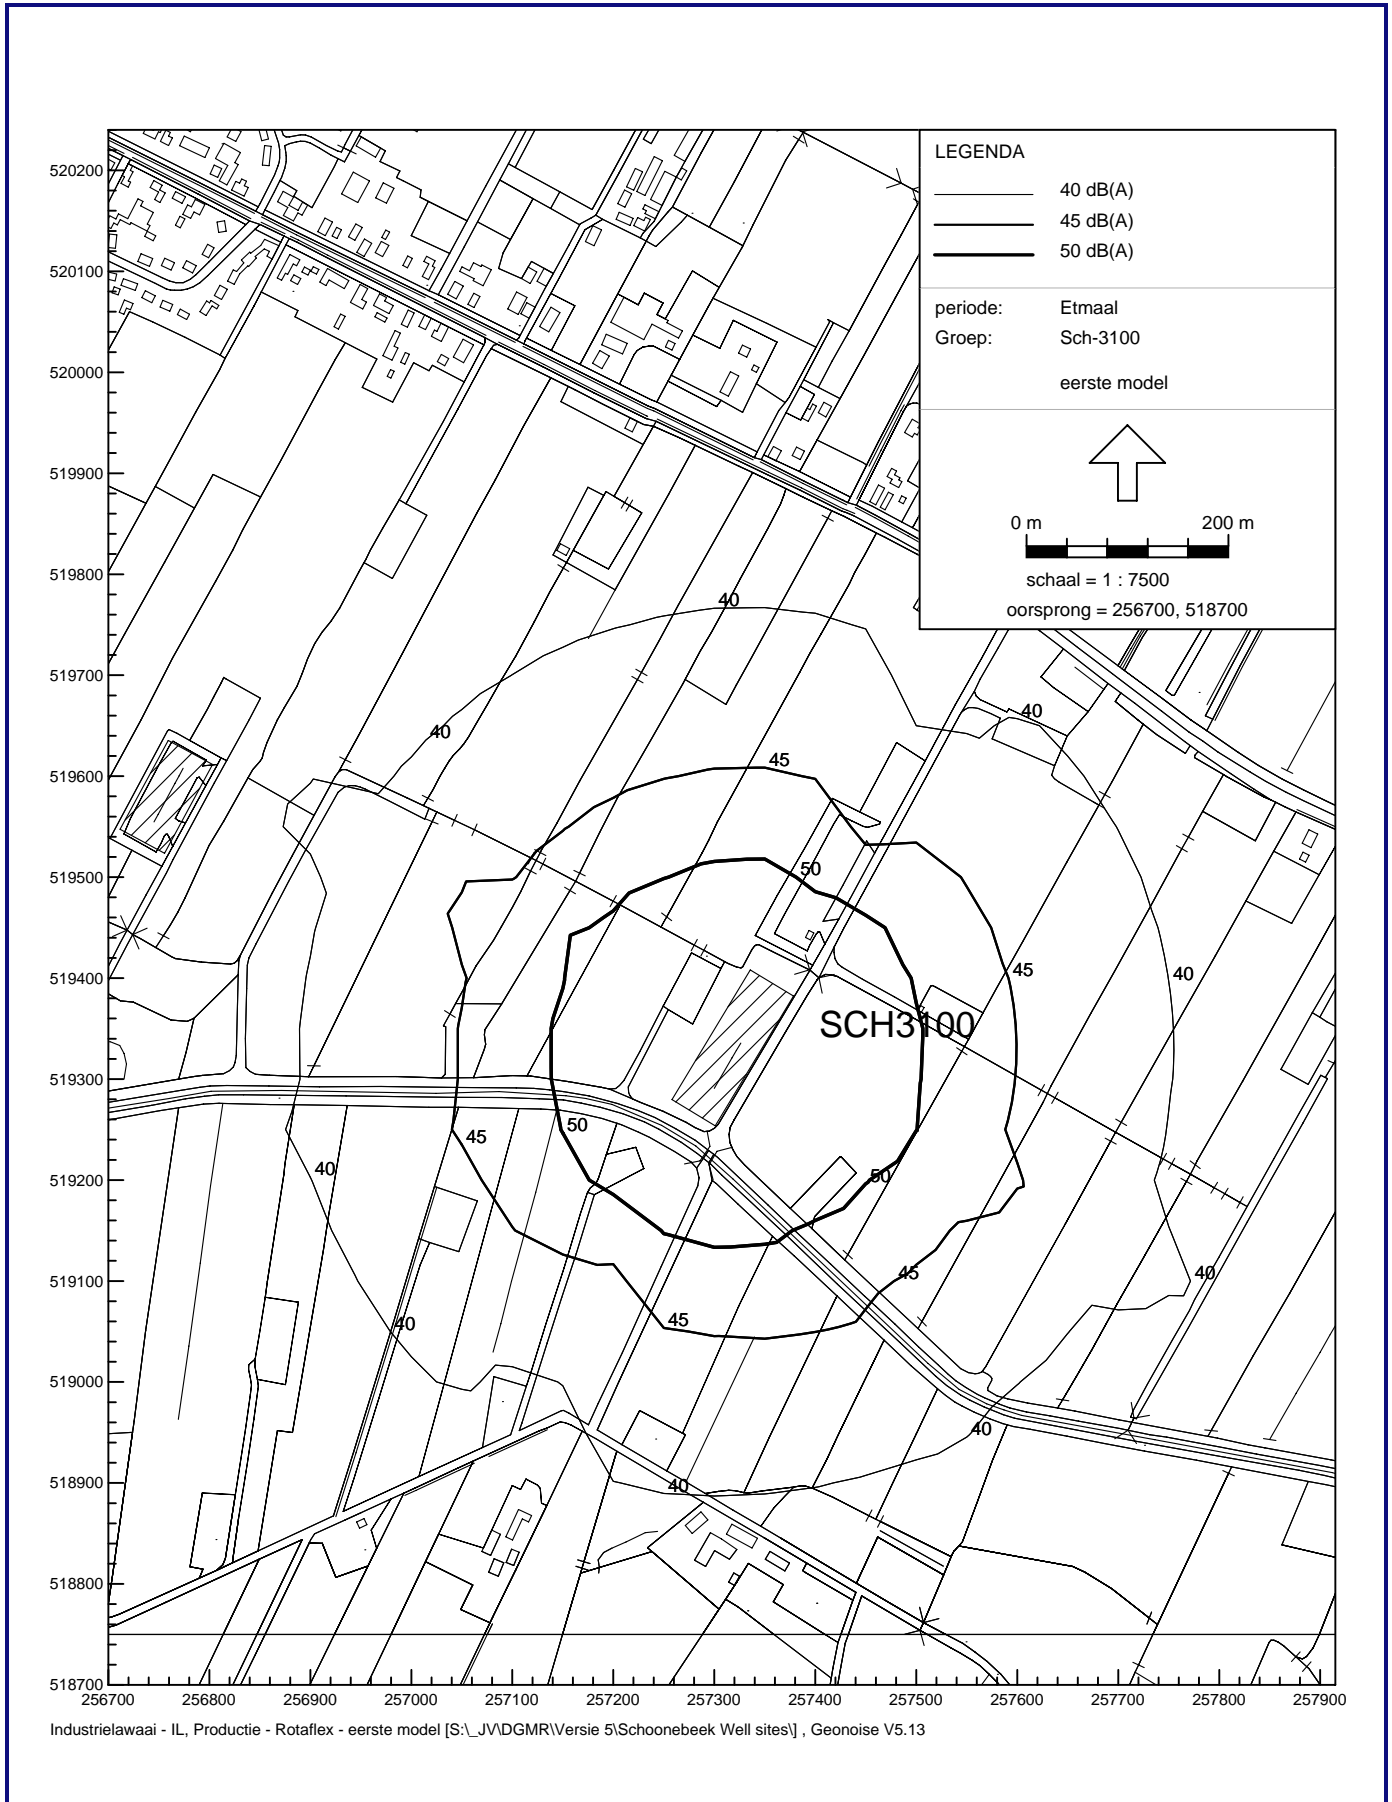 LEGENDA
40 dB(A)
45 dB(A)
50 dB(A)
periode: Etmaal
Groep: Sch-3100
eerste model
0 m 200 m
schaal = 1 : 7500
oorsprong = 256700, 518700
520200
520100
520000
519900
519800
519700
519600
519500
519400
519300
519200
519100
519000
518900
518800
518700
40
40
40
45
50
45
40
SCH3100
50
45
40
50
45
40
40
45
40
40
256700 256800 256900 257000 257100 257200 257300 257400 257500 257600 257700 257800 257900
Industrielawaai - IL, Productie - Rotaflex - eerste model [S:\_JV\DGMR\Versie 5\Schoonebeek Well sites\] , Geonoise V5.13